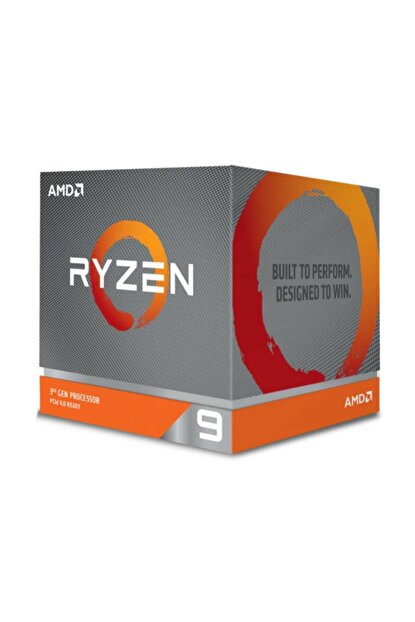 AMD
RYZEN
3rd GEN PROCESSOR
PCIe 4.0 READY
9
BUILT TO PERFORM.
DESIGNED TO WIN.
AMD